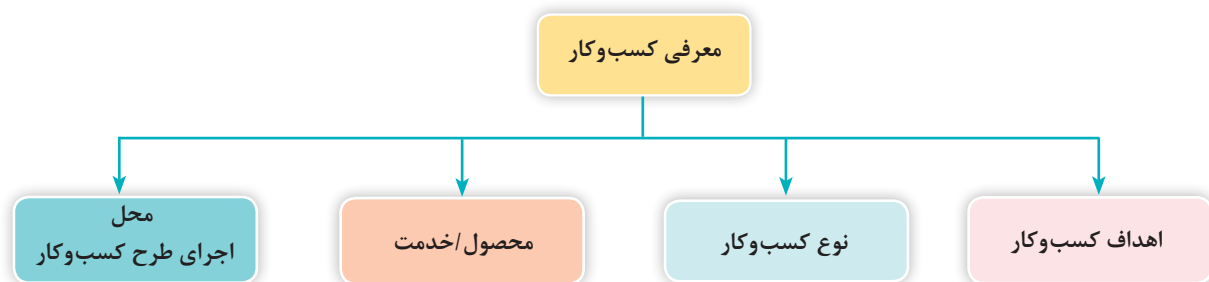 معرفی کسب‌وکار
اهداف کسب‌وکار
نوع کسب‌وکار
محصول/خدمت
محل
اجرای طرح کسب‌وکار